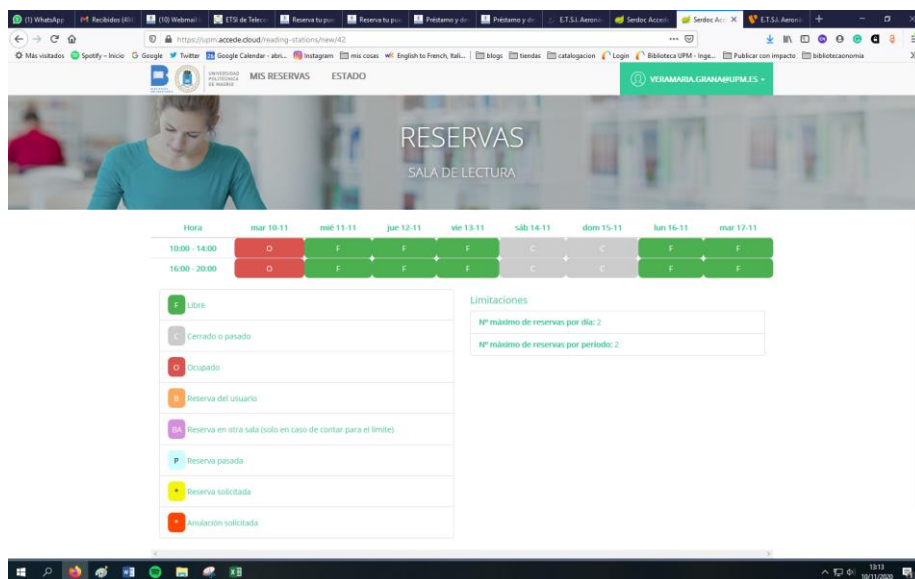 (1) WhatsApp
(10) Webmail
ETSI de Teleco
Reserva tu pue
Reserva tu pue
Préstamo y de
Préstamo y de
E.T.S.I. Aeroná
Serdoc Accede
Serdoc Acc
E.T.S.I. Aeroná
https://upm.accede.cloud/reading-stations/new/42
Más visitados Spotify – Inicio Google Twitter Google Calendar - abri... Instagram mis cosas English to French, Itali... blogs tiendas catalogacion Login Biblioteca UPM - Inge... Publicar con impacto biblioteconomia
UNIVERSIDAD
POLITÉCNICA
DE MADRID
MIS RESERVAS ESTADO
VERAMARIA.GRANA@UPM.ES
RESERVAS
SALA DE LECTURA
Hora mar 10-11 mié 11-11 jue 12-11 vie 13-11 sáb 14-11 dom 15-11 lun 16-11 mar 17-11
10:00 - 14:00 O F F F C C F F
16:00 - 20:00 O F F F C C F F
F Libre
C Cerrado o pasado
O Ocupado
B Reserva del usuario
BA Reserva en otra sala (solo en caso de contar para el límite)
P Reserva pasada
* Reserva solicitada
* Anulación solicitada
Limitaciones
Nº máximo de reservas por día: 2
Nº máximo de reservas por periodo: 2
13:13
10/11/2020